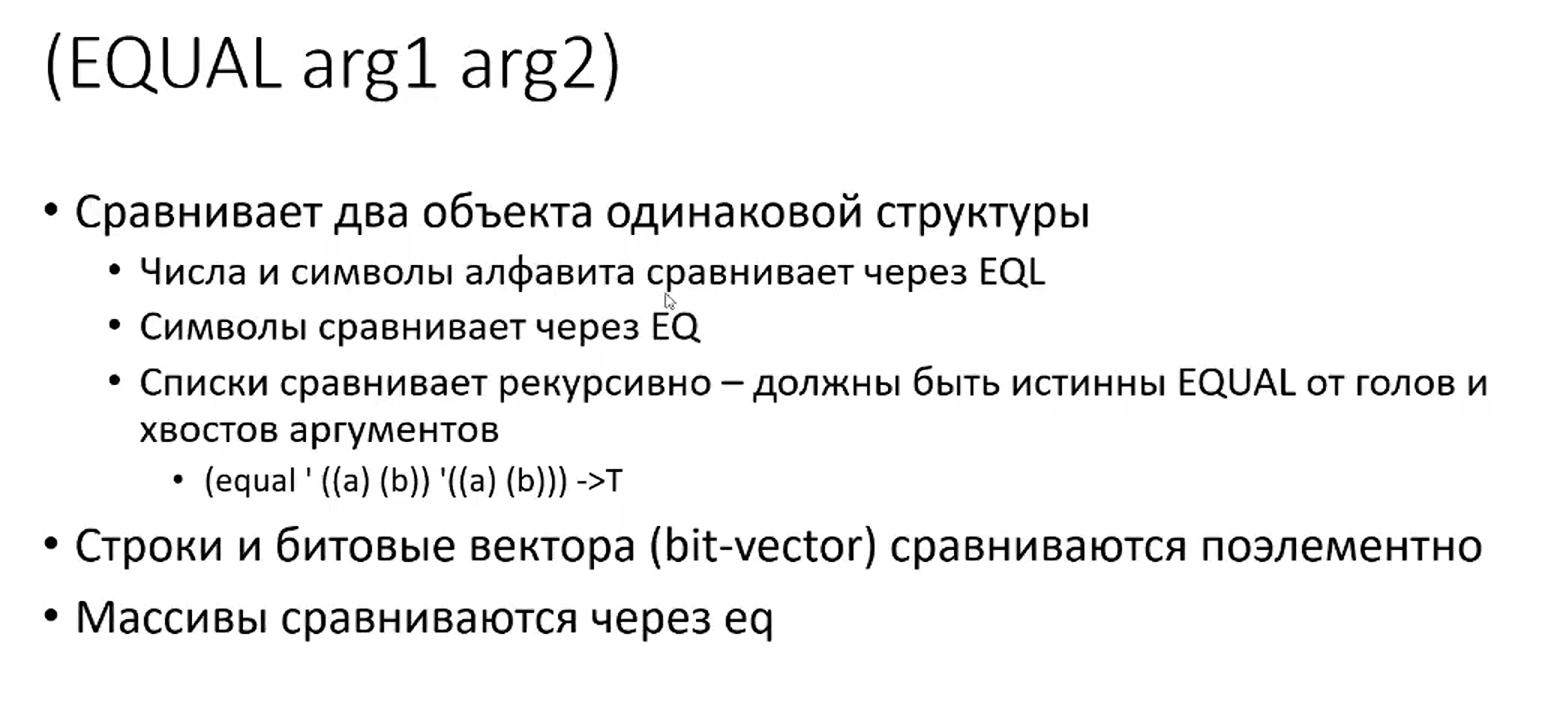 (EQUAL arg1 arg2)
• Сравнивает два объекта одинаковой структуры
• Числа и символы алфавита сравнивает через EQL
• Символы сравнивает через EQ
• Списки сравнивает рекурсивно – должны быть истинны EQUAL от голов и
хвостов аргументов
• (equal ' ((a) (b)) '((a) (b))) ->T
• Строки и битовые вектора (bit-vector) сравниваются поэлементно
• Массивы сравниваются через eq